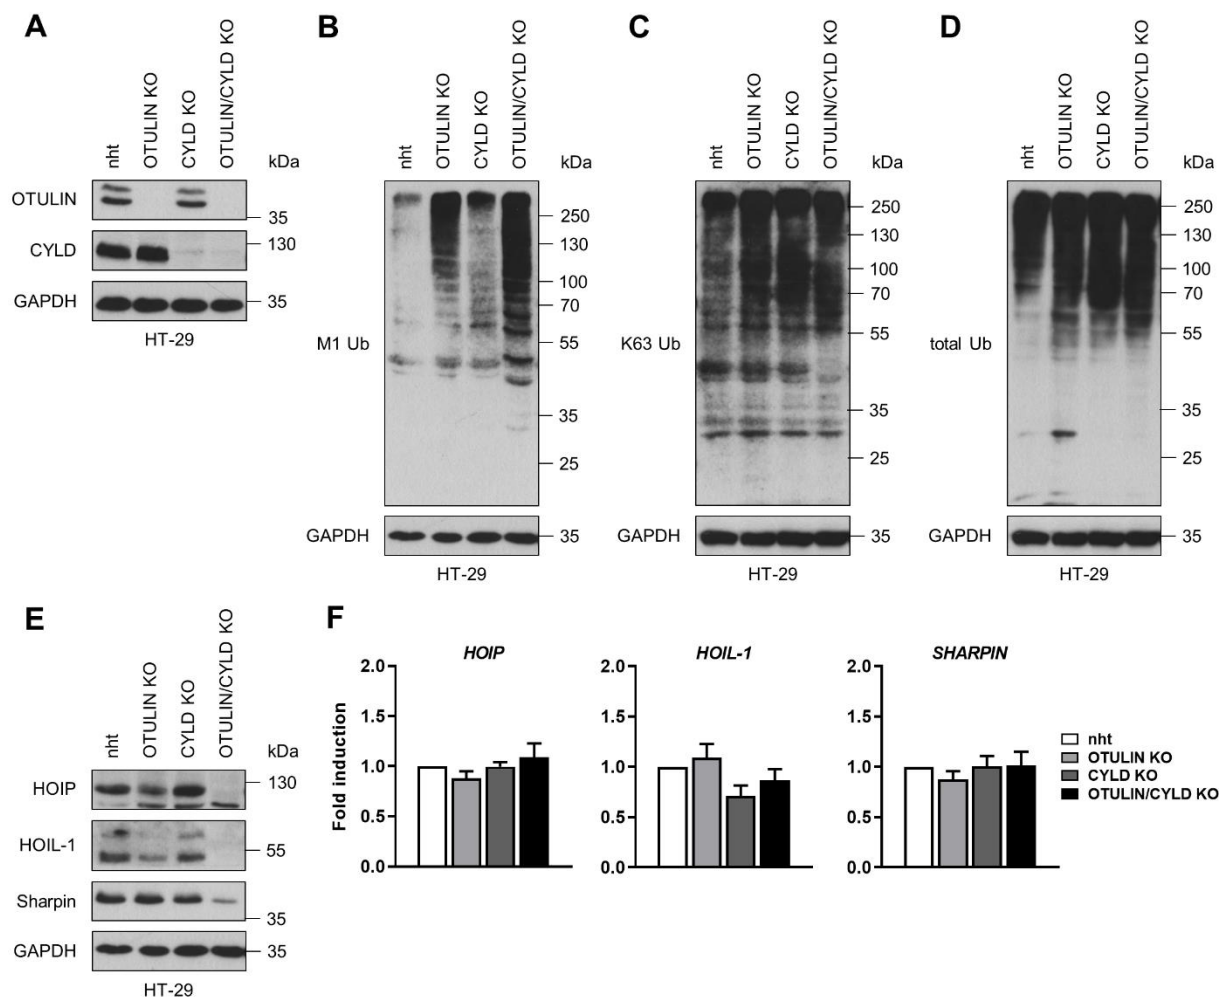 A
nht
OTULIN KO
CYLD KO
OTULIN/CYLD KO
kDa
OTULIN
35
CYLD
130
GAPDH
35
HT-29
B
nht
OTULIN KO
CYLD KO
OTULIN/CYLD KO
kDa
250
130
100
70
M1 Ub
55
35
25
GAPDH
35
HT-29
C
nht
OTULIN KO
CYLD KO
OTULIN/CYLD KO
kDa
250
130
100
70
K63 Ub
55
35
25
GAPDH
35
HT-29
D
nht
OTULIN KO
CYLD KO
OTULIN/CYLD KO
kDa
250
130
100
70
total Ub
55
35
25
GAPDH
35
HT-29
E
nht
OTULIN KO
CYLD KO
OTULIN/CYLD KO
kDa
HOIP
130
HOIL-1
55
Sharpin
35
GAPDH
35
HT-29
F
HOIP
Fold induction
2.0
1.5
1.0
0.5
0.0
HOIL-1
2.0
1.5
1.0
0.5
0.0
SHARPIN
2.0
1.5
1.0
0.5
0.0
nht
OTULIN KO
CYLD KO
OTULIN/CYLD KO